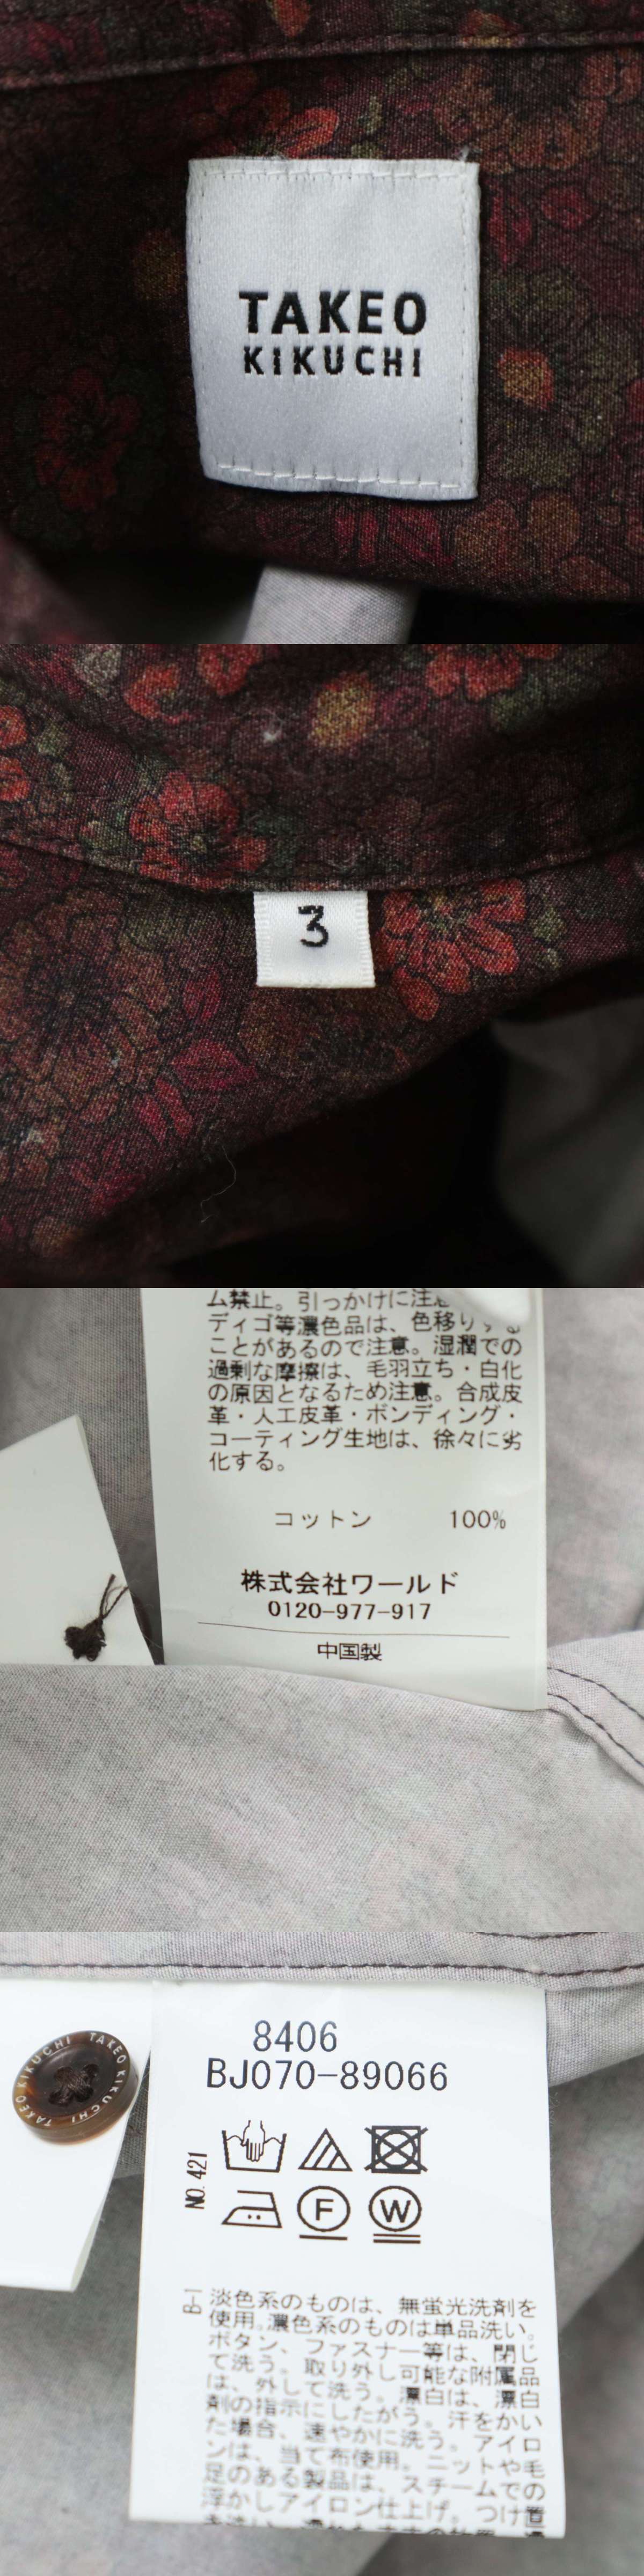 TAKEO
KIKUCHI
3
ム禁止。引っかけに注意
ディゴ等濃色品は、色移りする
ことがあるので注意。湿潤での
過剰な摩擦は、毛羽立ち・白化
の原因となるため注意。合成皮
革・人工皮革・ボンディング・
コーティング生地は、徐々に劣
化する。
コットン 100%
株式会社ワールド
0120-977-917
中国製
TAKEO KIKUCHI TAKEO KIKUCHI
8406
BJ070-89066
NO. 421
F
W
B-1
淡色系のものは、無蛍光洗剤を
使用。濃色系のものは単品洗い。
ボタン、ファスナー等は、閉じ
て洗う。取り外し可能な附属品
は、外して洗う。漂白は、漂白
剤の指示にしたがう。汗をかい
た場合、速やかに洗う。アイロ
ンは、当て布使用。ニットや毛
足のある製品は、スチームでの
浮かしアイロン仕上げ。つけ置